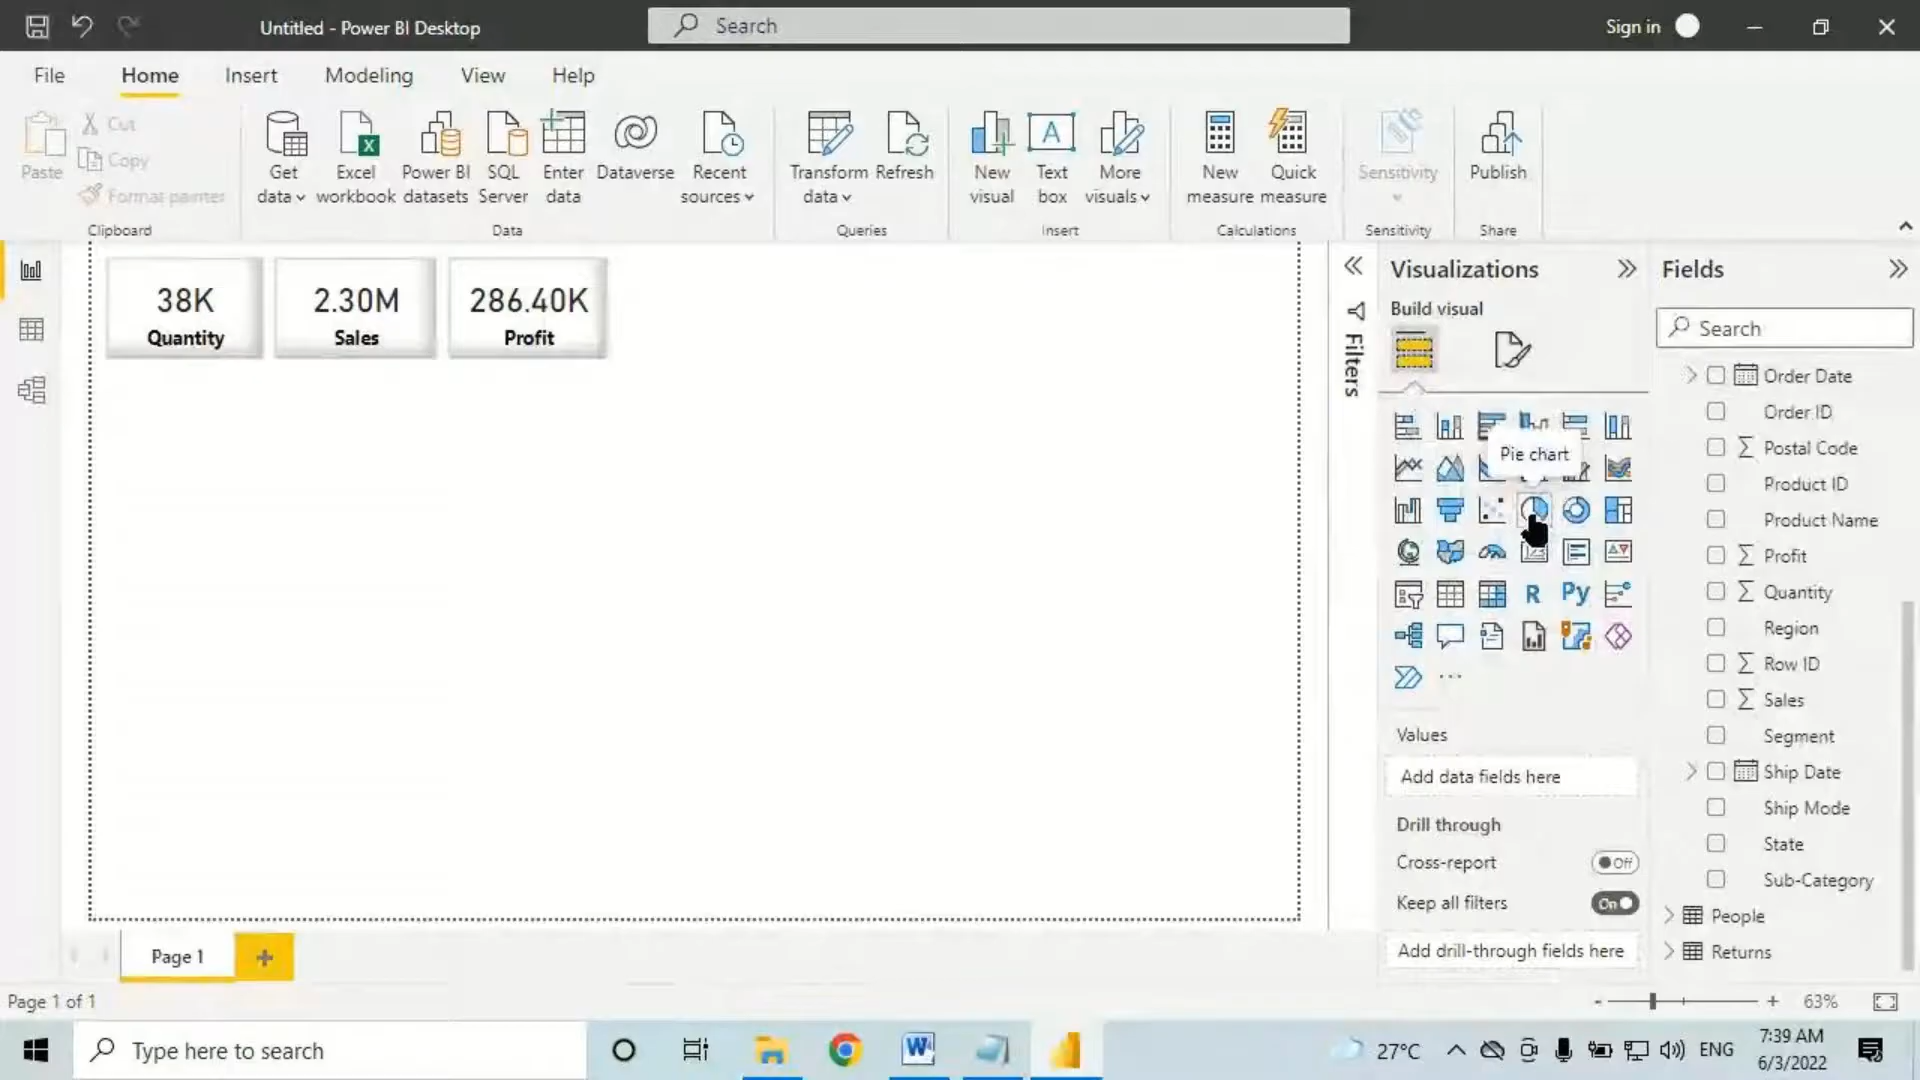 Untitled - Power BI Desktop
Search
Sign in
File
Home
Insert
Modeling
View
Help
Paste
Cut
Copy
Format painter
Clipboard
Get data
Excel workbook
Power BI datasets
SQL Server
Enter data
Dataverse
Recent sources
Data
Transform data
Refresh
Queries
New visual
A
Text box
More visuals
Insert
New measure
Quick measure
Calculations
Sensitivity
Sensitivity
Publish
Share
38K
Quantity
2.30M
Sales
286.40K
Profit
Filters
Visualizations
Build visual
Pie chart
123
R
Py
Values
Add data fields here
Drill through
Cross-report
Off
Keep all filters
On
Add drill-through fields here
Fields
Search
Order Date
Order ID
Postal Code
Product ID
Product Name
Profit
Quantity
Region
Row ID
Sales
Segment
Ship Date
Ship Mode
State
Sub-Category
People
Returns
Page 1
Page 1 of 1
63%
Type here to search
27°C
ENG
7:39 AM
6/3/2022